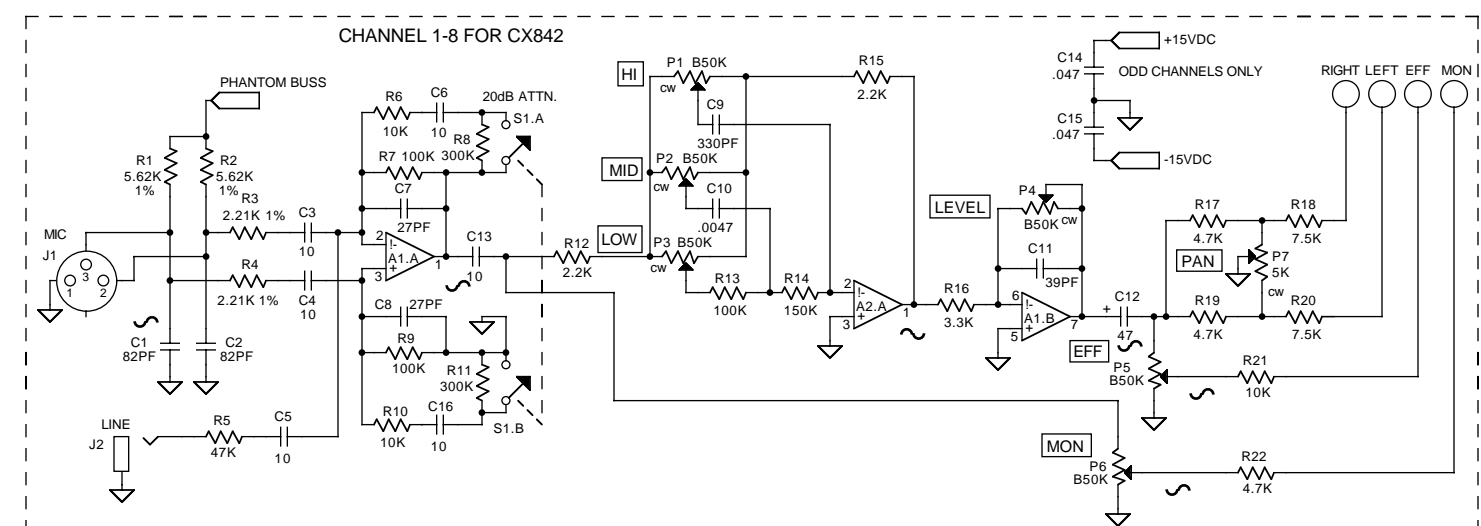 CHANNEL 1-8 FOR CX842
PHANTOM BUSS
R1
5.62K
1%
R2
5.62K
1%
R3
2.21K 1%
C3
10
R4
2.21K 1%
C4
10
MIC
J1
3
1
2
C1
82PF
C2
82PF
LINE
J2
R5
47K
C5
10
R6
10K
C6
10
20dB ATTN.
S1.A
R8
300K
R7 100K
C7
27PF
2
!-
+
3
A1.A
1
C13
10
C8
27PF
R9
100K
R11
300K
R10
10K
C16
10
S1.B
R12
2.2K
HI
P1 B50K
cw
C9
330PF
R15
2.2K
MID
P2 B50K
cw
C10
.0047
LOW
P3 B50K
cw
R13
100K
R14
150K
2
!-
+
3
A2.A
1
R16
3.3K
LEVEL
P4
B50K
cw
C11
39PF
6
!-
+
5
A1.B
7
C12
+
47
EFF
P5
B50K
MON
P6
B50K
C14
.047
+15VDC
ODD CHANNELS ONLY
C15
.047
-15VDC
RIGHT LEFT EFF MON
R17
4.7K
R18
7.5K
PAN
P7
5K
cw
R19
4.7K
R20
7.5K
R21
10K
R22
4.7K